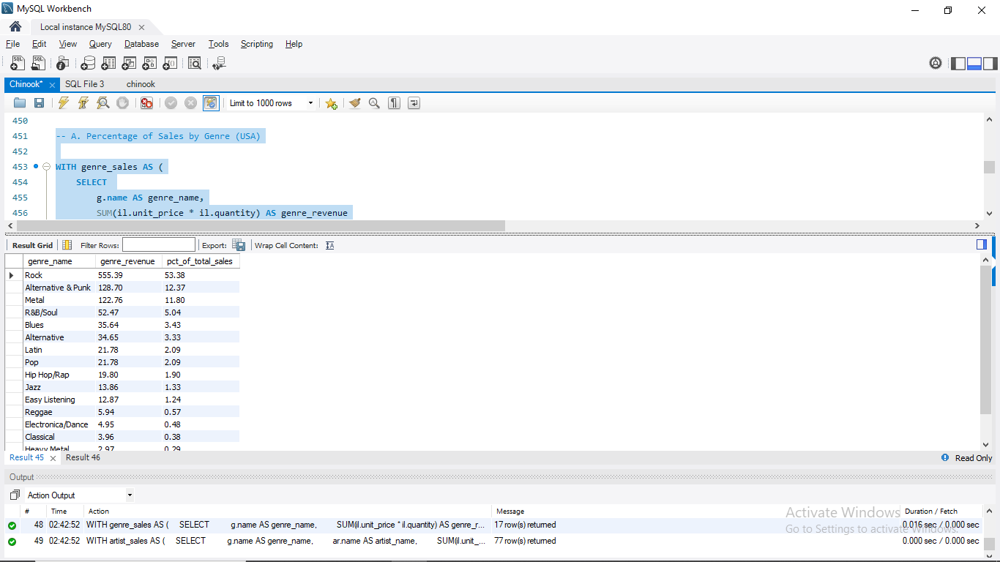 MySQL Workbench
Local instance MySQL80
File Edit View Query Database Server Tools Scripting Help
Chinook* SQL File 3 chinook
Limit to 1000 rows
450
451 -- A. Percentage of Sales by Genre (USA)
452
453 WITH genre_sales AS (
454 SELECT
455 g.name AS genre_name,
456 SUM(il.unit_price * il.quantity) AS genre_revenue
Result Grid Filter Rows: Export: Wrap Cell Content:
genre_name genre_revenue pct_of_total_sales
Rock 555.39 53.38
Alternative & Punk 128.70 12.37
Metal 122.76 11.80
R&B/Soul 52.47 5.04
Blues 35.64 3.43
Alternative 34.65 3.33
Latin 21.78 2.09
Pop 21.78 2.09
Hip Hop/Rap 19.80 1.90
Jazz 13.86 1.33
Easy Listening 12.87 1.24
Reggae 5.94 0.57
Electronica/Dance 4.95 0.48
Classical 3.96 0.38
Heavy Metal 2.97 0.29
Result 45 Result 46 Read Only
Output
Action Output
# Time Action Message Duration / Fetch
48 02:42:52 WITH genre_sales AS ( SELECT g.name AS genre_name, SUM(il.unit_price * il.quantity) AS genre_r... 17 row(s) returned 0.016 sec / 0.000 sec
49 02:42:52 WITH artist_sales AS ( SELECT g.name AS genre_name, ar.name AS artist_name, SUM(il.unit_... 77 row(s) returned 0.000 sec / 0.000 sec
Activate Windows
Go to Settings to activate Windows.